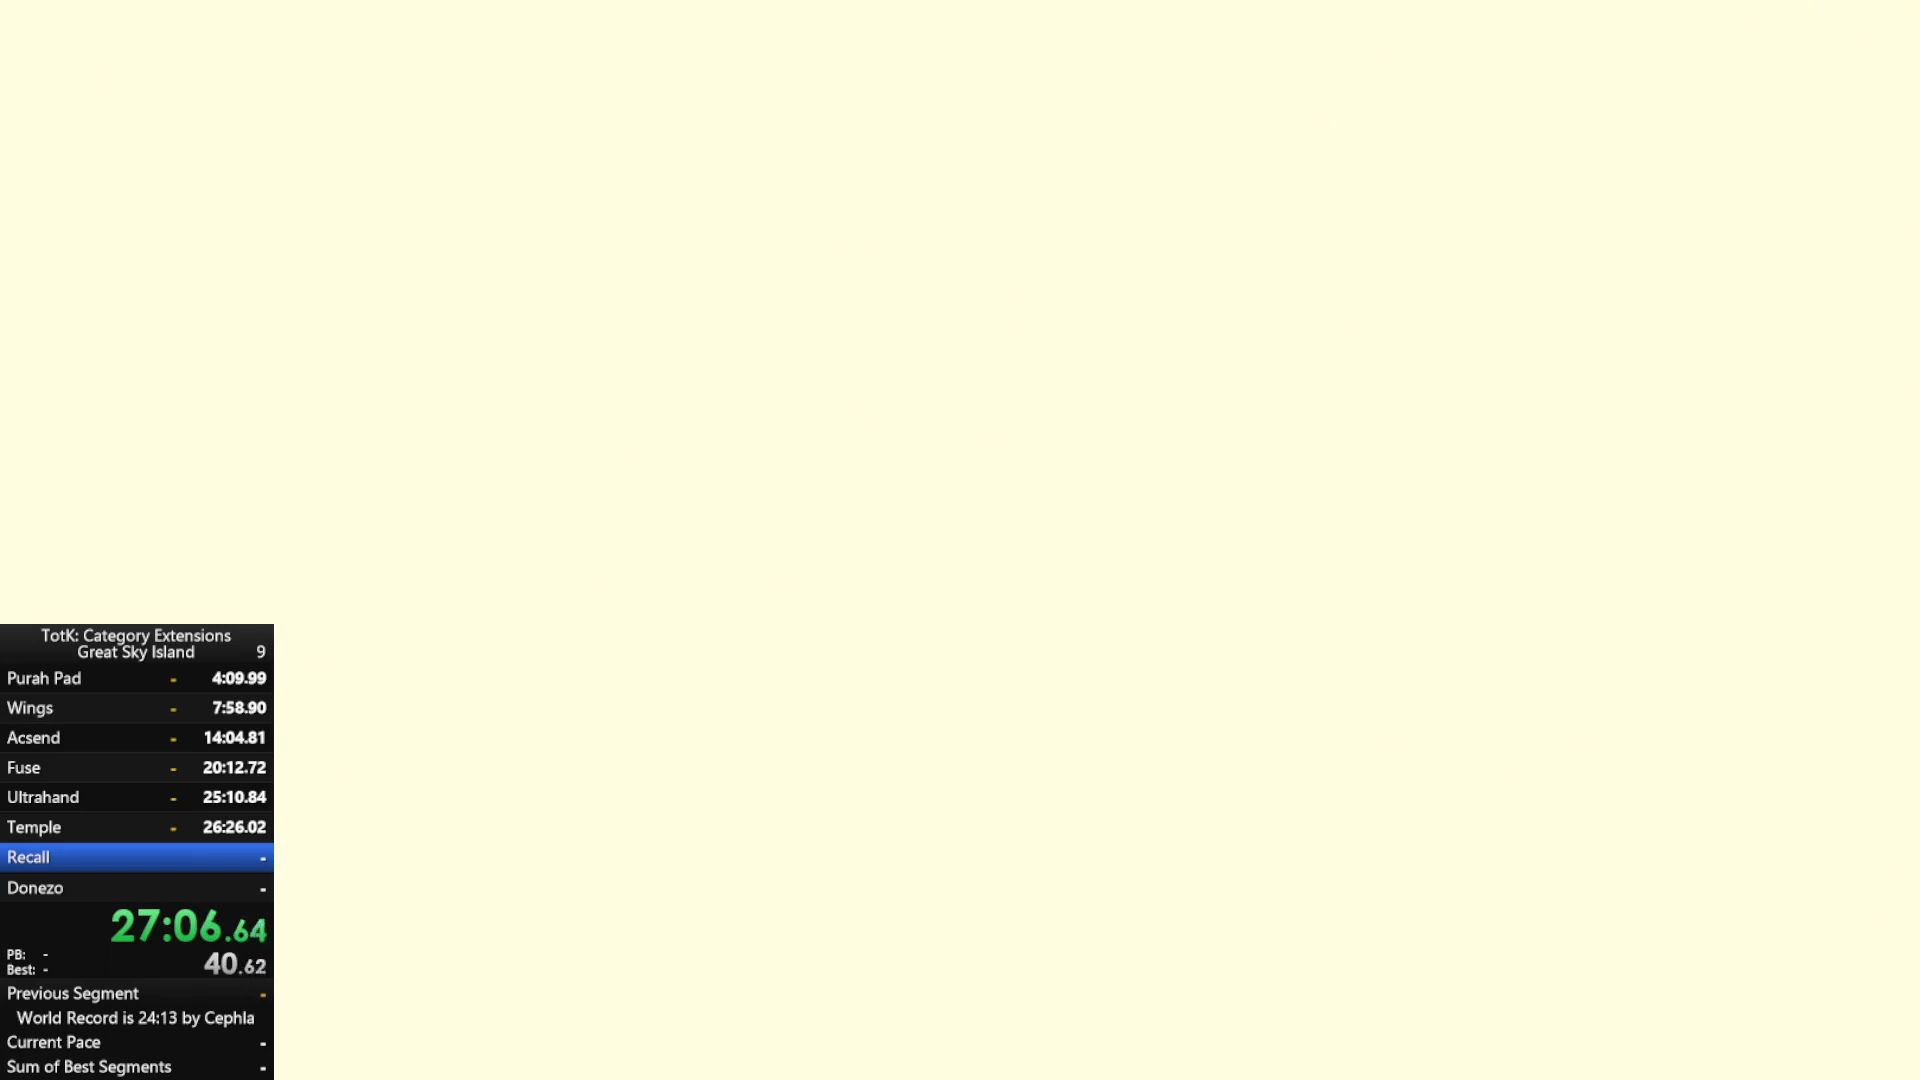 TotK: Category Extensions
Great Sky Island 9
Purah Pad - 4:09.99
Wings - 7:58.90
Acsend - 14:04.81
Fuse - 20:12.72
Ultrahand - 25:10.84
Temple - 26:26.02
Recall -
Donezo -
27:06.64
PB: -
Best: - 40.62
Previous Segment -
World Record is 24:13 by Cephla
Current Pace -
Sum of Best Segments -